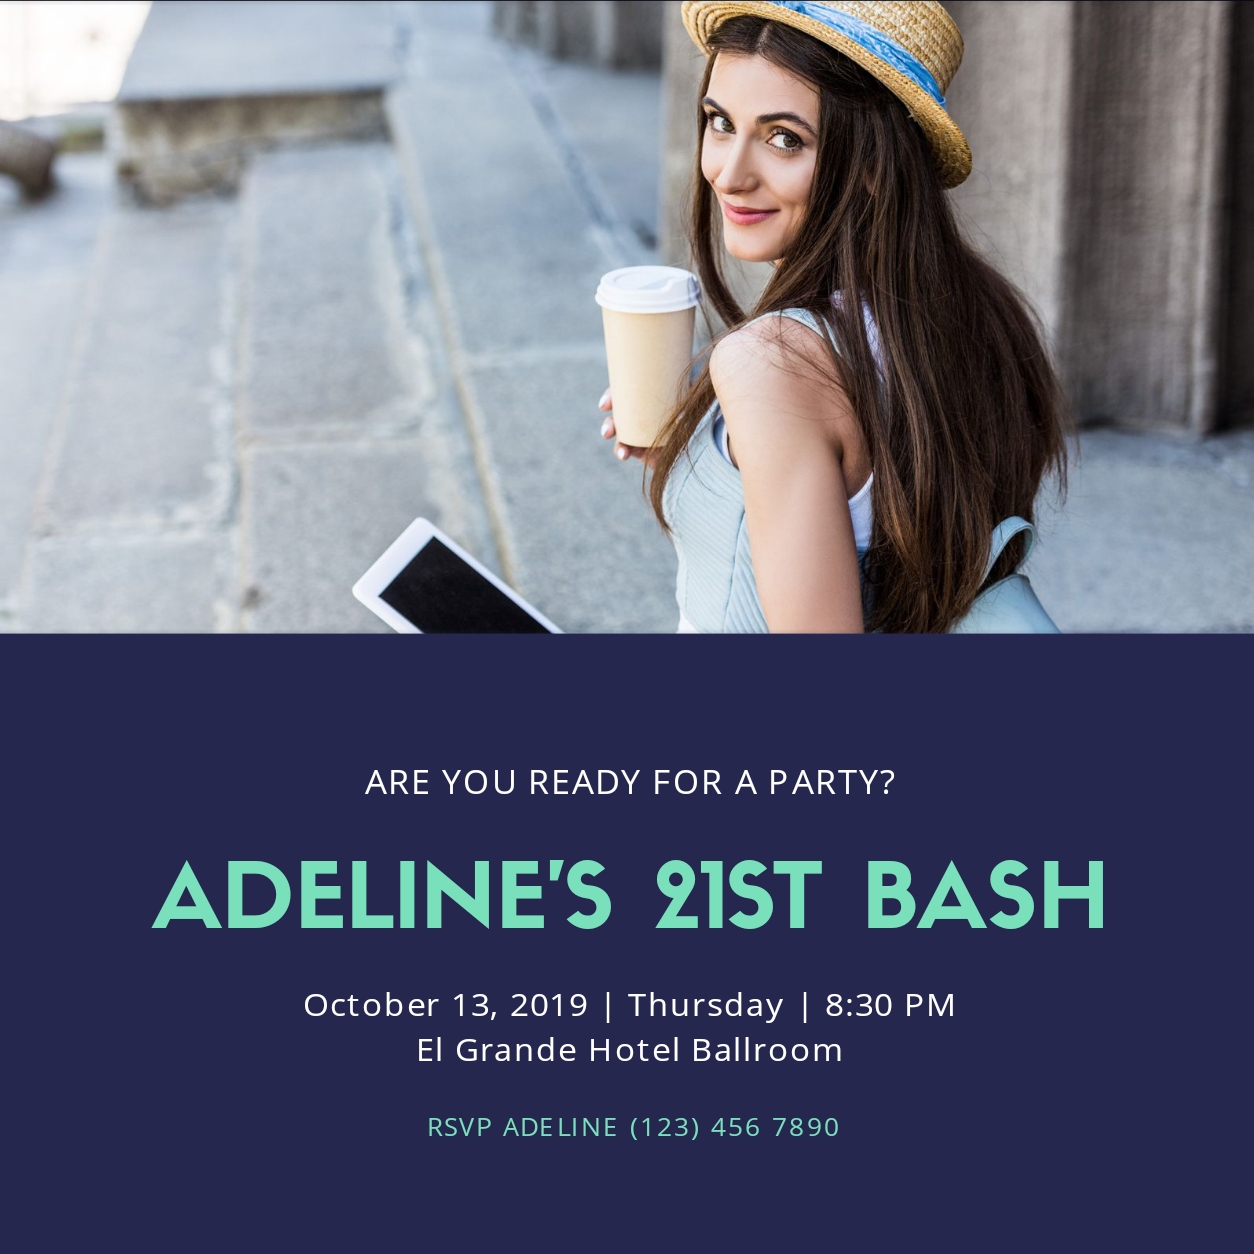 ARE YOU READY FOR A PARTY?
ADELINE'S 21ST BASH
October 13, 2019 | Thursday | 8:30 PM
El Grande Hotel Ballroom
RSVP ADELINE (123) 456 7890